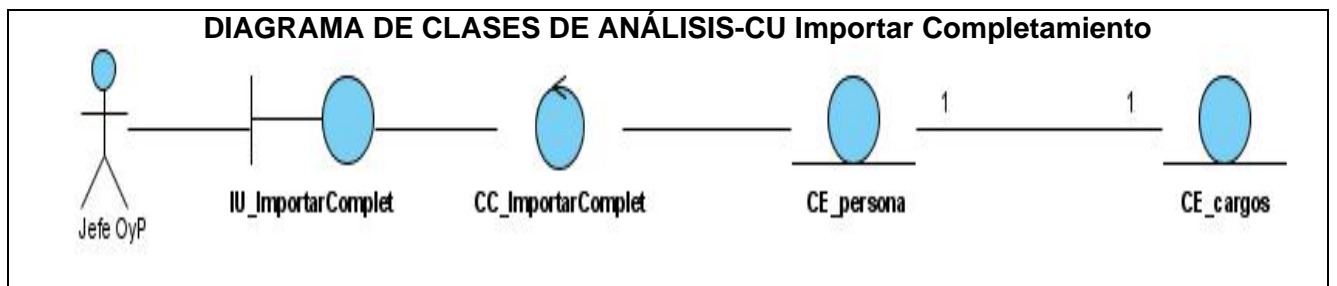 DIAGRAMA DE CLASES DE ANÁLISIS-CU Importar Completamiento
1 1
IU_ImportarComplet CC_ImportarComplet CE_persona CE_cargos
Jefe OyP